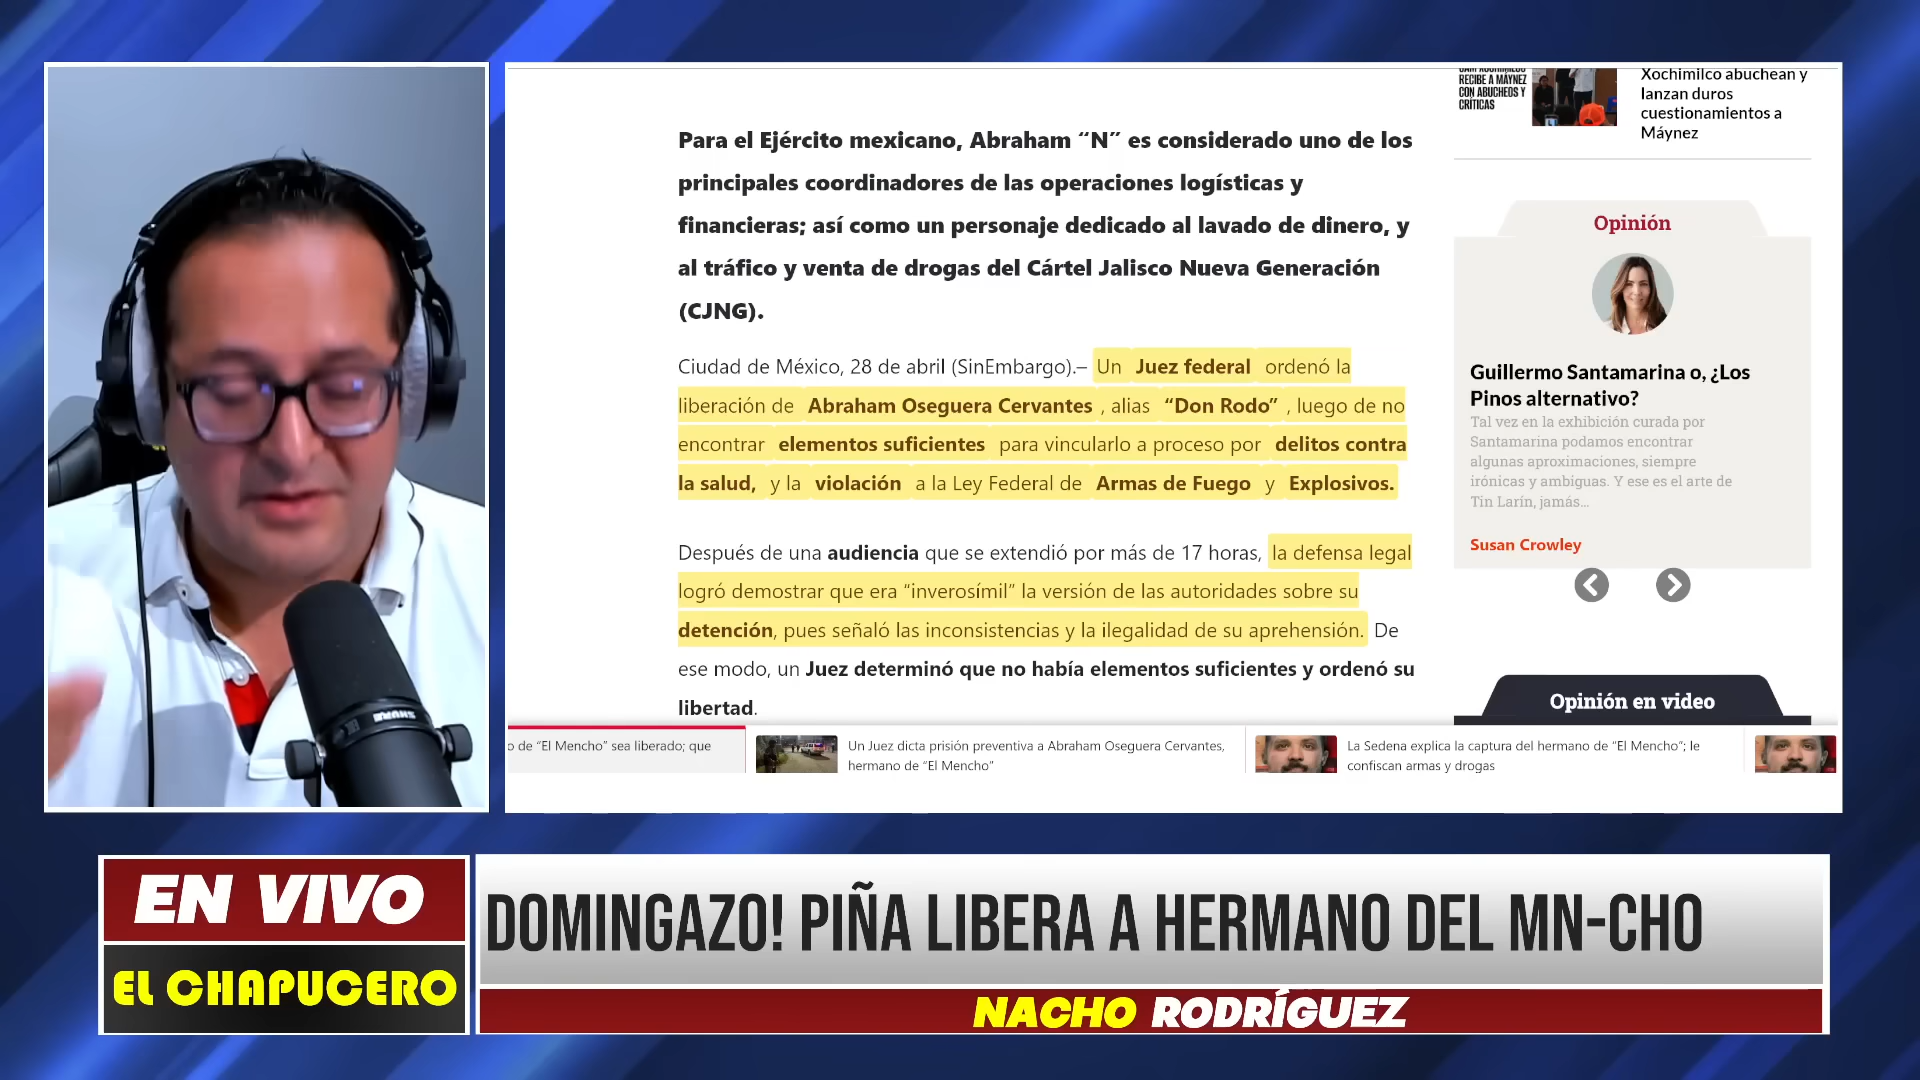 Para el Ejército mexicano, Abraham “N” es considerado uno de los
principales coordinadores de las operaciones logísticas y
financieras; así como un personaje dedicado al lavado de dinero, y
al tráfico y venta de drogas del Cártel Jalisco Nueva Generación
(CJNG).
Ciudad de México, 28 de abril (SinEmbargo).– Un Juez federal ordenó la
liberación de Abraham Oseguera Cervantes , alias “Don Rodo” , luego de no
encontrar elementos suficientes para vincularlo a proceso por delitos contra
la salud, y la violación a la Ley Federal de Armas de Fuego y Explosivos.
Después de una audiencia que se extendió por más de 17 horas, la defensa legal
logró demostrar que era “inverosímil” la versión de las autoridades sobre su
detención, pues señaló las inconsistencias y la ilegalidad de su aprehensión. De
ese modo, un Juez determinó que no había elementos suficientes y ordenó su
libertad.
RECIBE A MÁYNEZ
CON ABUCHEOS Y
CRÍTICAS
Xochimilco abuchean y
lanzan duros
cuestionamientos a
Máynez
Opinión
Guillermo Santamarina o, ¿Los
Pinos alternativo?
Tal vez en la exhibición curada por
Santamarina podamos encontrar
algunas aproximaciones, siempre
irónicas y ambiguas. Y ese es el arte de
Tin Larín, jamás...
Susan Crowley
Opinión en video
o de “El Mencho” sea liberado; que
Un Juez dicta prisión preventiva a Abraham Oseguera Cervantes,
hermano de “El Mencho”
La Sedena explica la captura del hermano de “El Mencho”; le
confiscan armas y drogas
SHURE
EN VIVO
EL CHAPUCERO
DOMINGAZO! PIÑA LIBERA A HERMANO DEL MN-CHO
NACHO RODRÍGUEZ